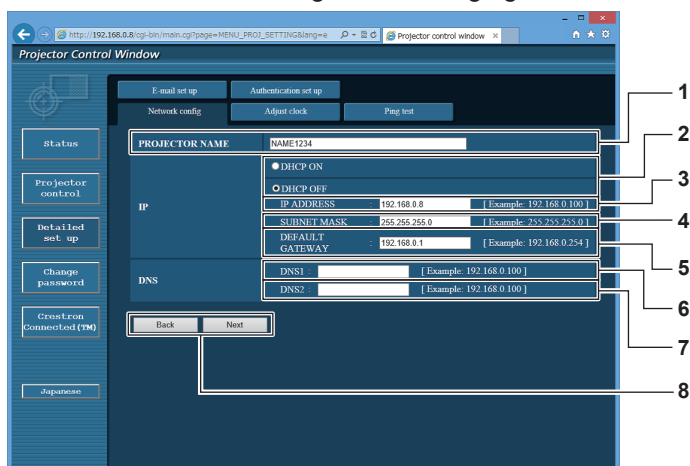 http://192.168.0.8/cgi-bin/main.cgi?page=MENU_PROJ_SETTING&lang=e
Projector control window
Projector Control Window
E-mail set up
Authentication set up
Network config
Adjust clock
Ping test
1
Status
PROJECTOR NAME
NAME1234
2
DHCP ON
3
Projector control
DHCP OFF
IP
IP ADDRESS : 192.168.0.8 [ Example: 192.168.0.100 ]
4
Detailed set up
SUBNET MASK : 255.255.255.0 [ Example: 255.255.255.0 ]
DEFAULT GATEWAY : 192.168.0.1 [ Example: 192.168.0.254 ]
5
Change password
DNS
DNS1 : [ Example: 192.168.0.100 ]
6
DNS2 : [ Example: 192.168.0.100 ]
7
Crestron Connected(TM)
Back
Next
8
Japanese